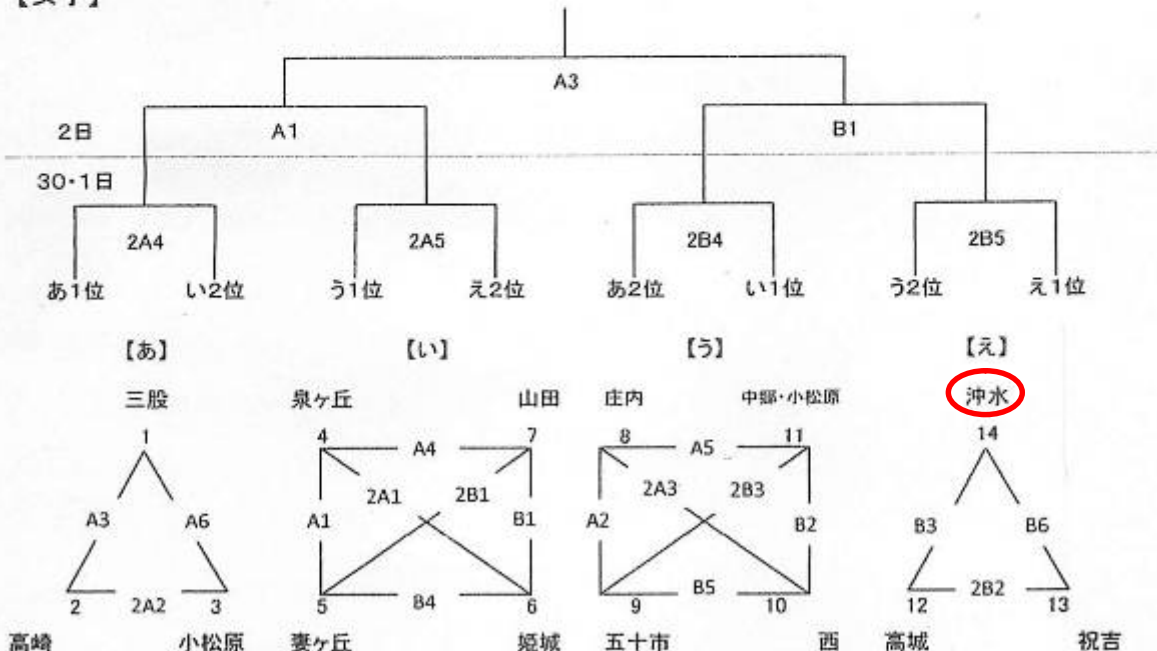 【女子】
A3
2日
A1
B1
30・1日
2A4
2A5
2B4
2B5
あ1位
い2位
う1位
え2位
あ2位
い1位
う2位
え1位
【あ】
【い】
【う】
【え】
三股
泉ヶ丘
山田
庄内
中郷・小松原
沖水
1
4
A4
7
8
A5
11
14
2A1
2B1
2A3
2B3
A3
A6
A1
B1
A2
B2
B3
B6
2
2A2
3
5
B4
6
9
B5
10
12
2B2
13
高崎
小松原
妻ヶ丘
姫城
五十市
西
高城
祝吉